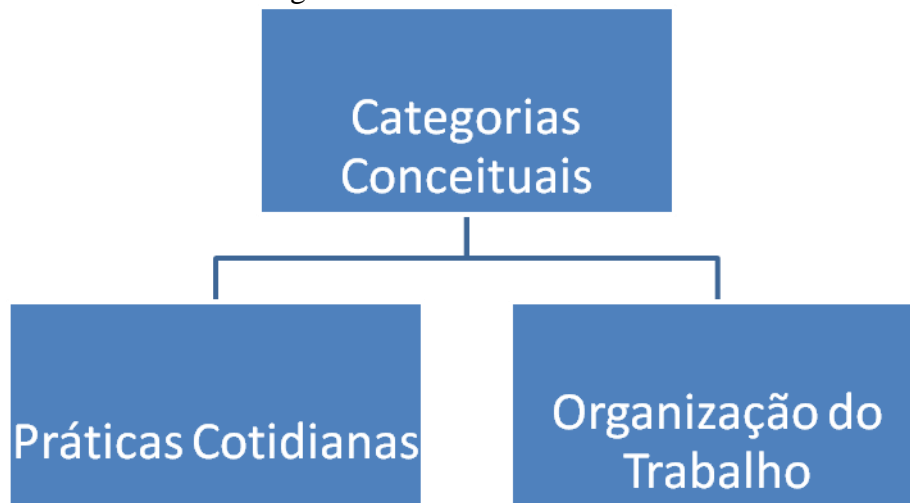 Categorias
Conceituais
Práticas Cotidianas
Organização do
Trabalho